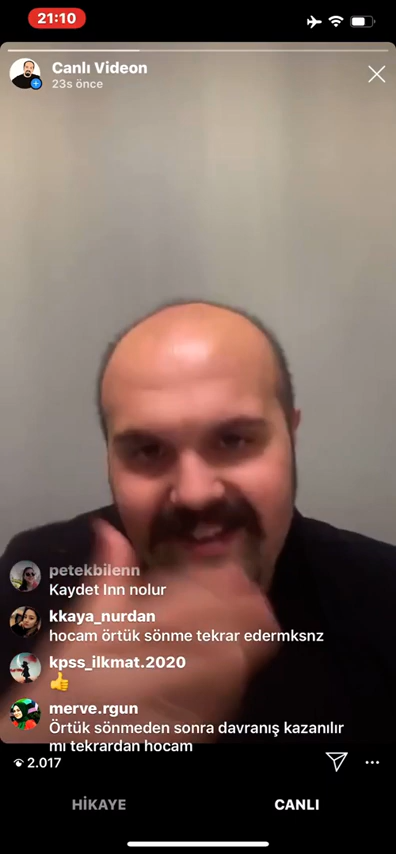 21:10
Canlı Videon
23s önce
petekbilenn
Kaydet lnn nolur
kkaya_nurdan
hocam örtük sönme tekrar edermksnz
kpss_ilkmat.2020
👍
merve.rgun
Örtük sönmeden sonra davranış kazanılır
mı tekrardan hocam
2.017
HİKAYE
CANLI